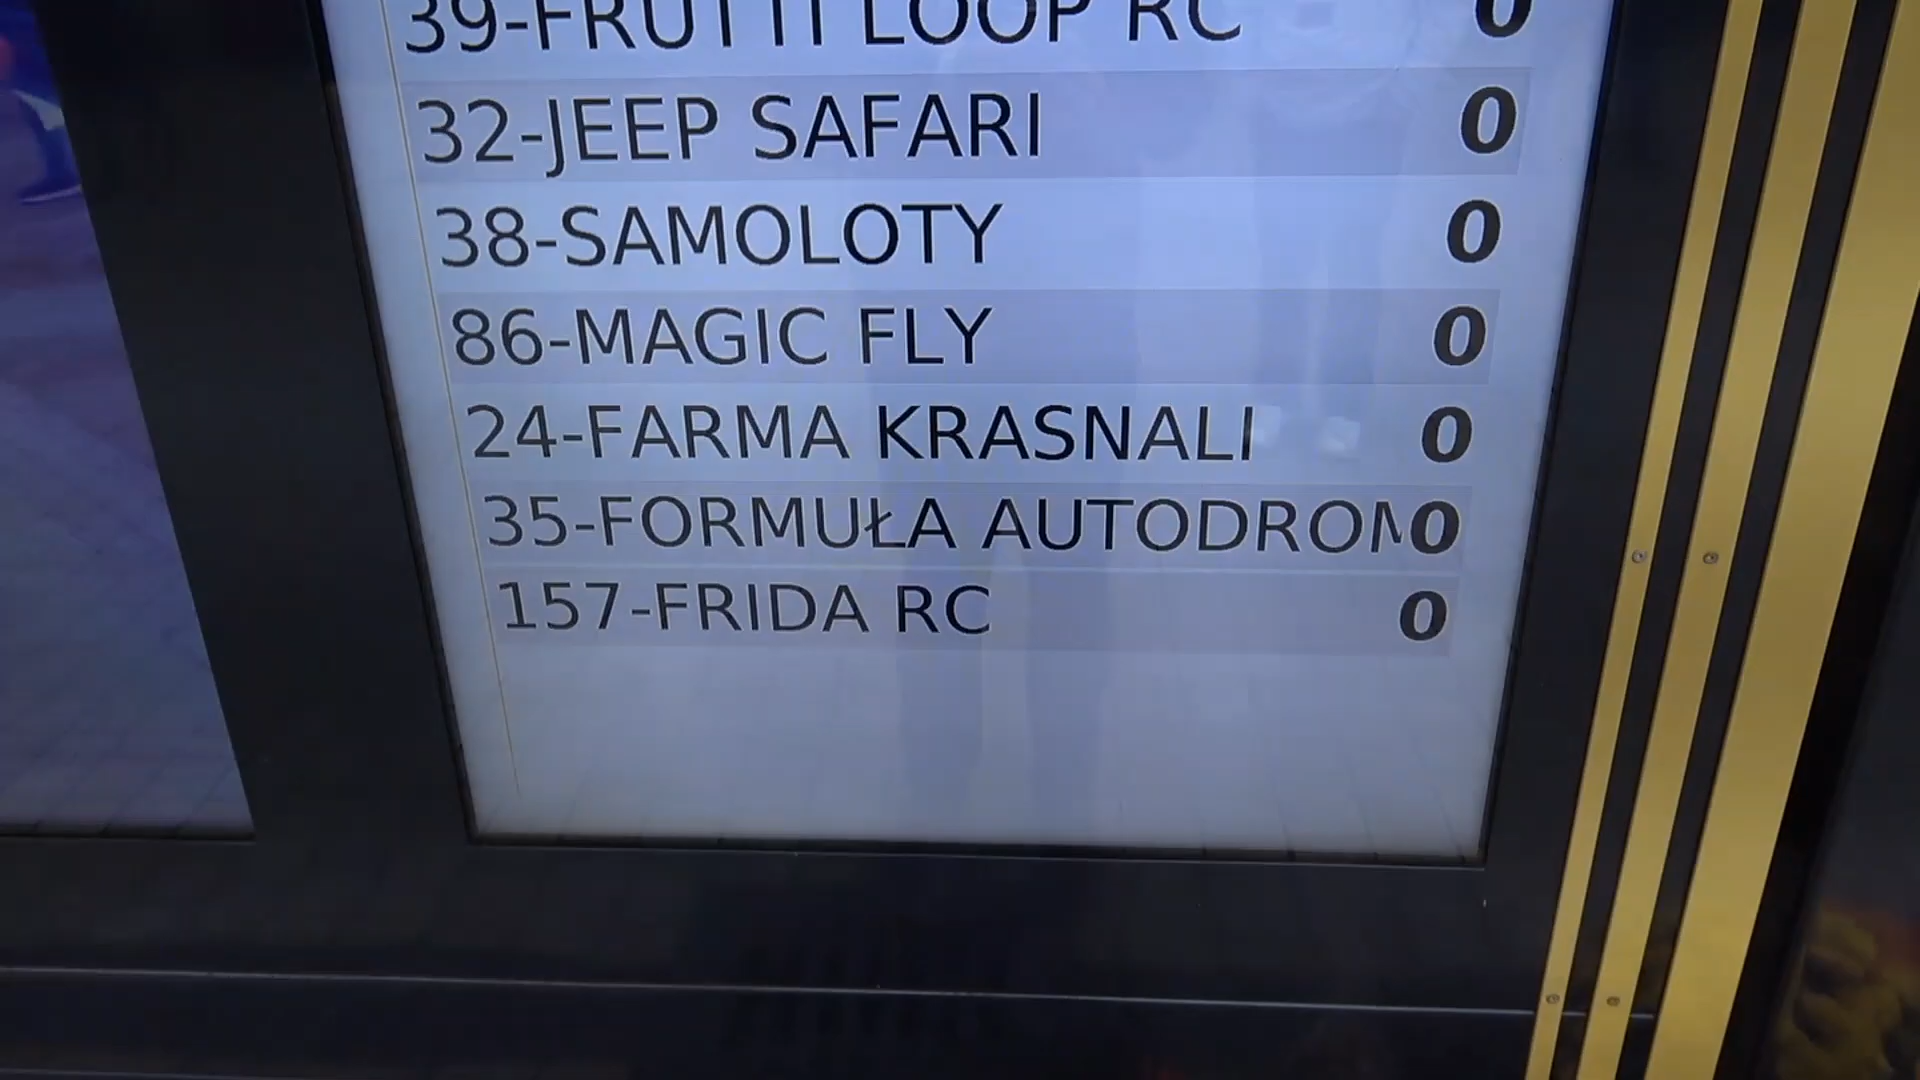 39-FRUTTI LOOP RC 0
32-JEEP SAFARI 0
38-SAMOLOTY 0
86-MAGIC FLY 0
24-FARMA KRASNALI 0
35-FORMUŁA AUTODROM 0
157-FRIDA RC 0